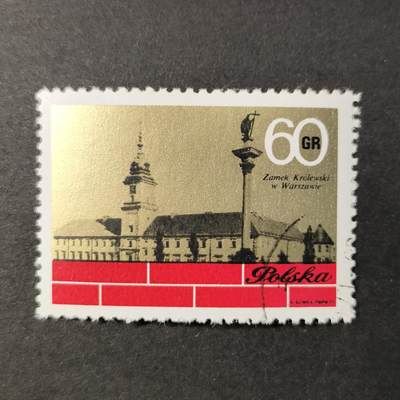 60 GR
Zamek Królewski
w Warszawie
Polska